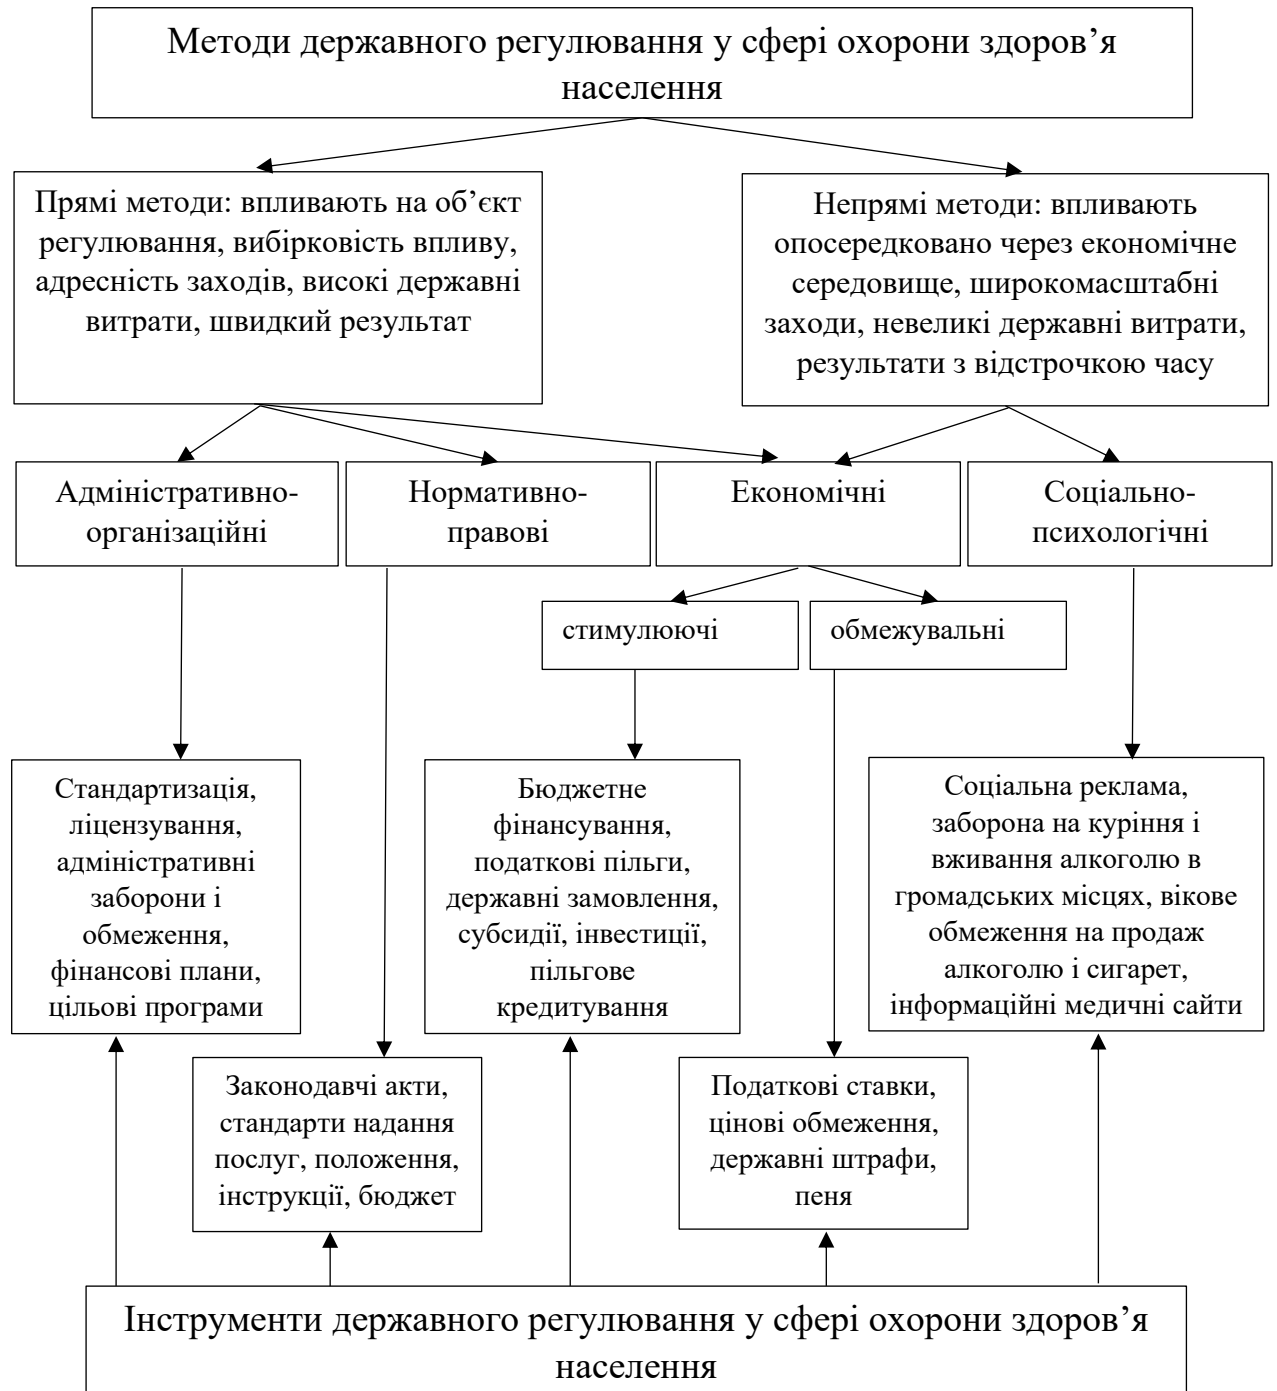 Методи державного регулювання у сфері охорони здоров’я
населення
Прямі методи: впливають на об’єкт
регулювання, вибірковість впливу,
адресність заходів, високі державні
витрати, швидкий результат
Непрямі методи: впливають
опосередковано через економічне
середовище, широкомасштабні
заходи, невеликі державні витрати,
результати з відстрочкою часу
Адміністративно-
організаційні
Нормативно-
правові
Економічні
Соціально-
психологічні
стимулюючі
обмежувальні
Стандартизація,
ліцензування,
адміністративні
заборони і
обмеження,
фінансові плани,
цільові програми
Бюджетне
фінансування,
податкові пільги,
державні замовлення,
субсидії, інвестиції,
пільгове
кредитування
Соціальна реклама,
заборона на куріння і
вживання алкоголю в
громадських місцях, вікове
обмеження на продаж
алкоголю і сигарет,
інформаційні медичні сайти
Законодавчі акти,
стандарти надання
послуг, положення,
інструкції, бюджет
Податкові ставки,
цінові обмеження,
державні штрафи,
пеня
Інструменти державного регулювання у сфері охорони здоров’я
населення